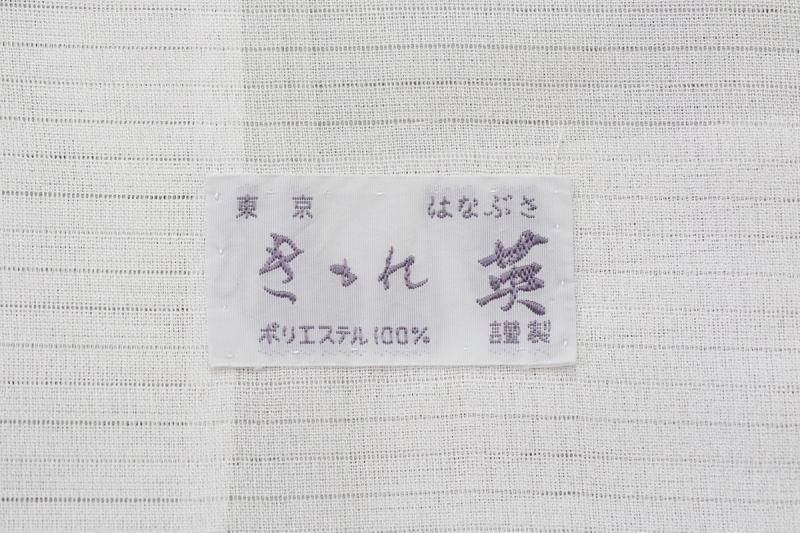 東京 はなぶさ
きぬれ 英
ポリエステル100% 謹製